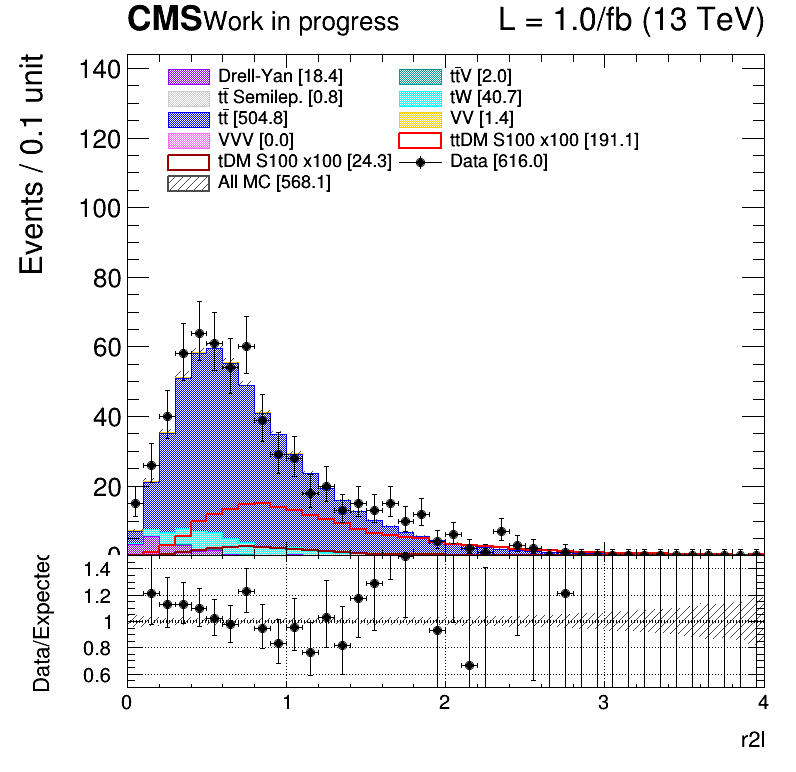 CMS Work in progress L = 1.0/fb (13 TeV)
Events / 0.1 unit
140
120
100
80
60
40
20
0
Drell-Yan [18.4] tt̄V [2.0]
tt̄ Semilep. [0.8] tW [40.7]
tt̄ [504.8] VV [1.4]
VVV [0.0] ttDM S100 x100 [191.1]
tDM S100 x100 [24.3] Data [616.0]
All MC [568.1]
Data/Expected
1.4
1.2
1
0.8
0.6
0 1 2 3 4
r2l